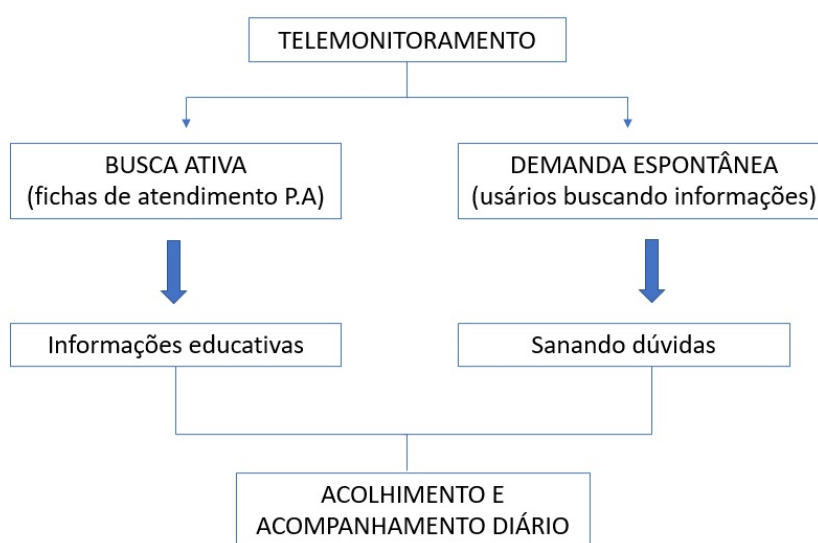 TELEMONITORAMENTO
BUSCA ATIVA
(fichas de atendimento P.A)
DEMANDA ESPONTÂNEA
(usários buscando informações)
Informações educativas
Sanando dúvidas
ACOLHIMENTO E
ACOMPANHAMENTO DIÁRIO